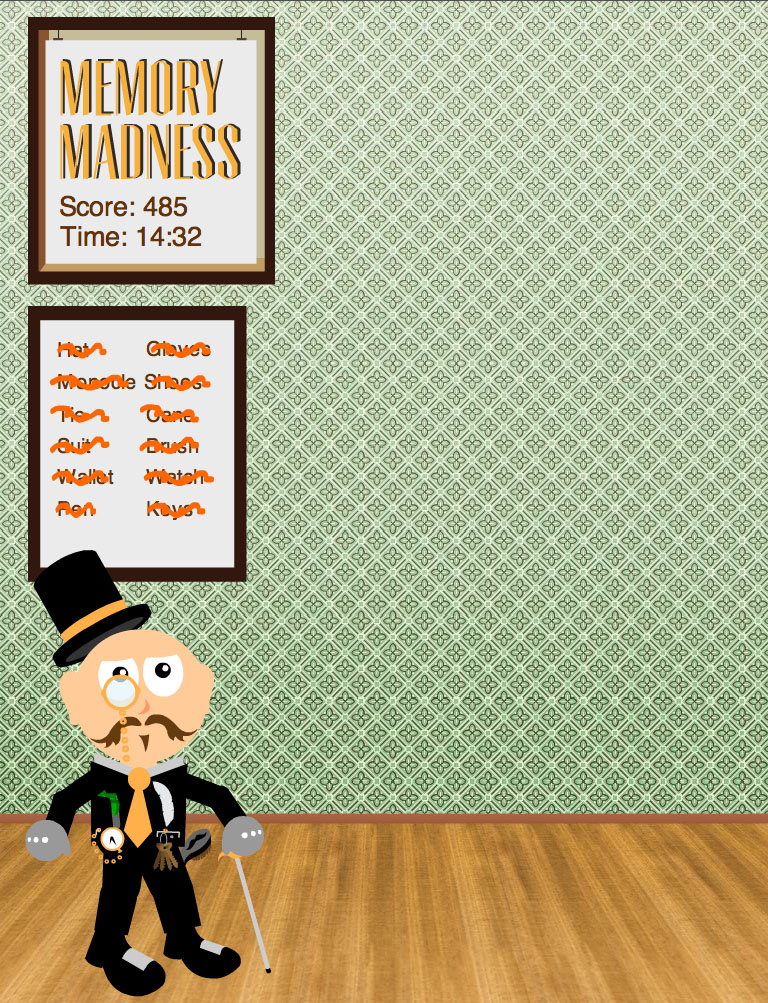 MEMORY
MADNESS
Score: 485
Time: 14:32
Hat Gloves
Monocle Shoes
Tie Cane
Suit Brush
Wallet Watch
Pen Keys